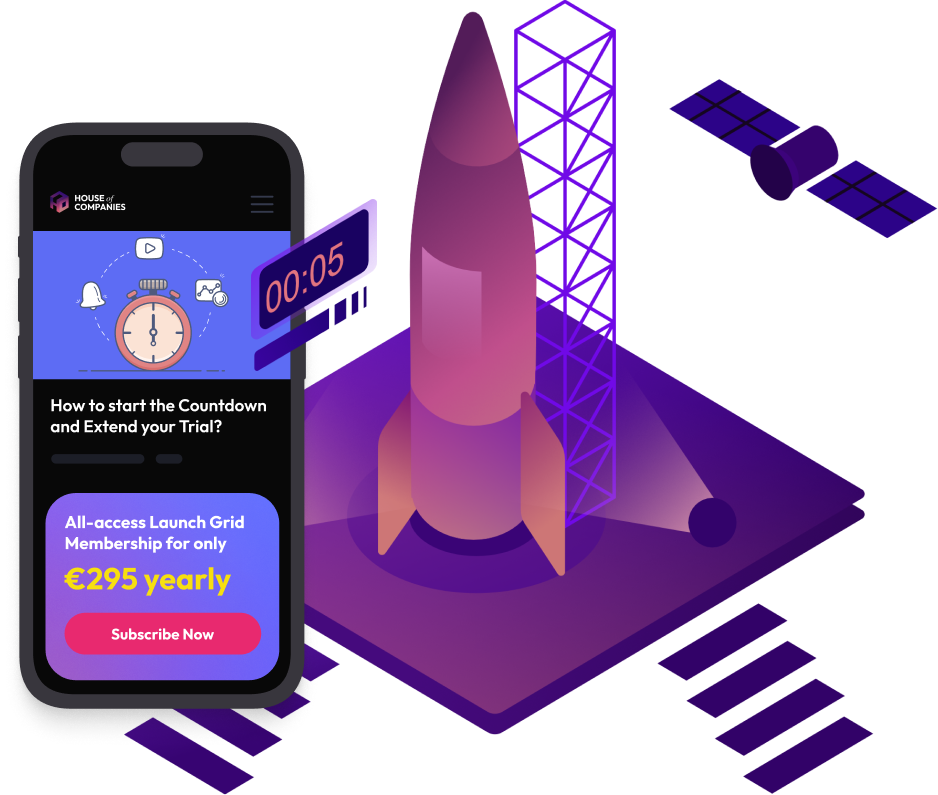 HOUSE of
COMPANIES
00:05
How to start the Countdown
and Extend your Trial?
All-access Launch Grid
Membership for only
€295 yearly
Subscribe Now